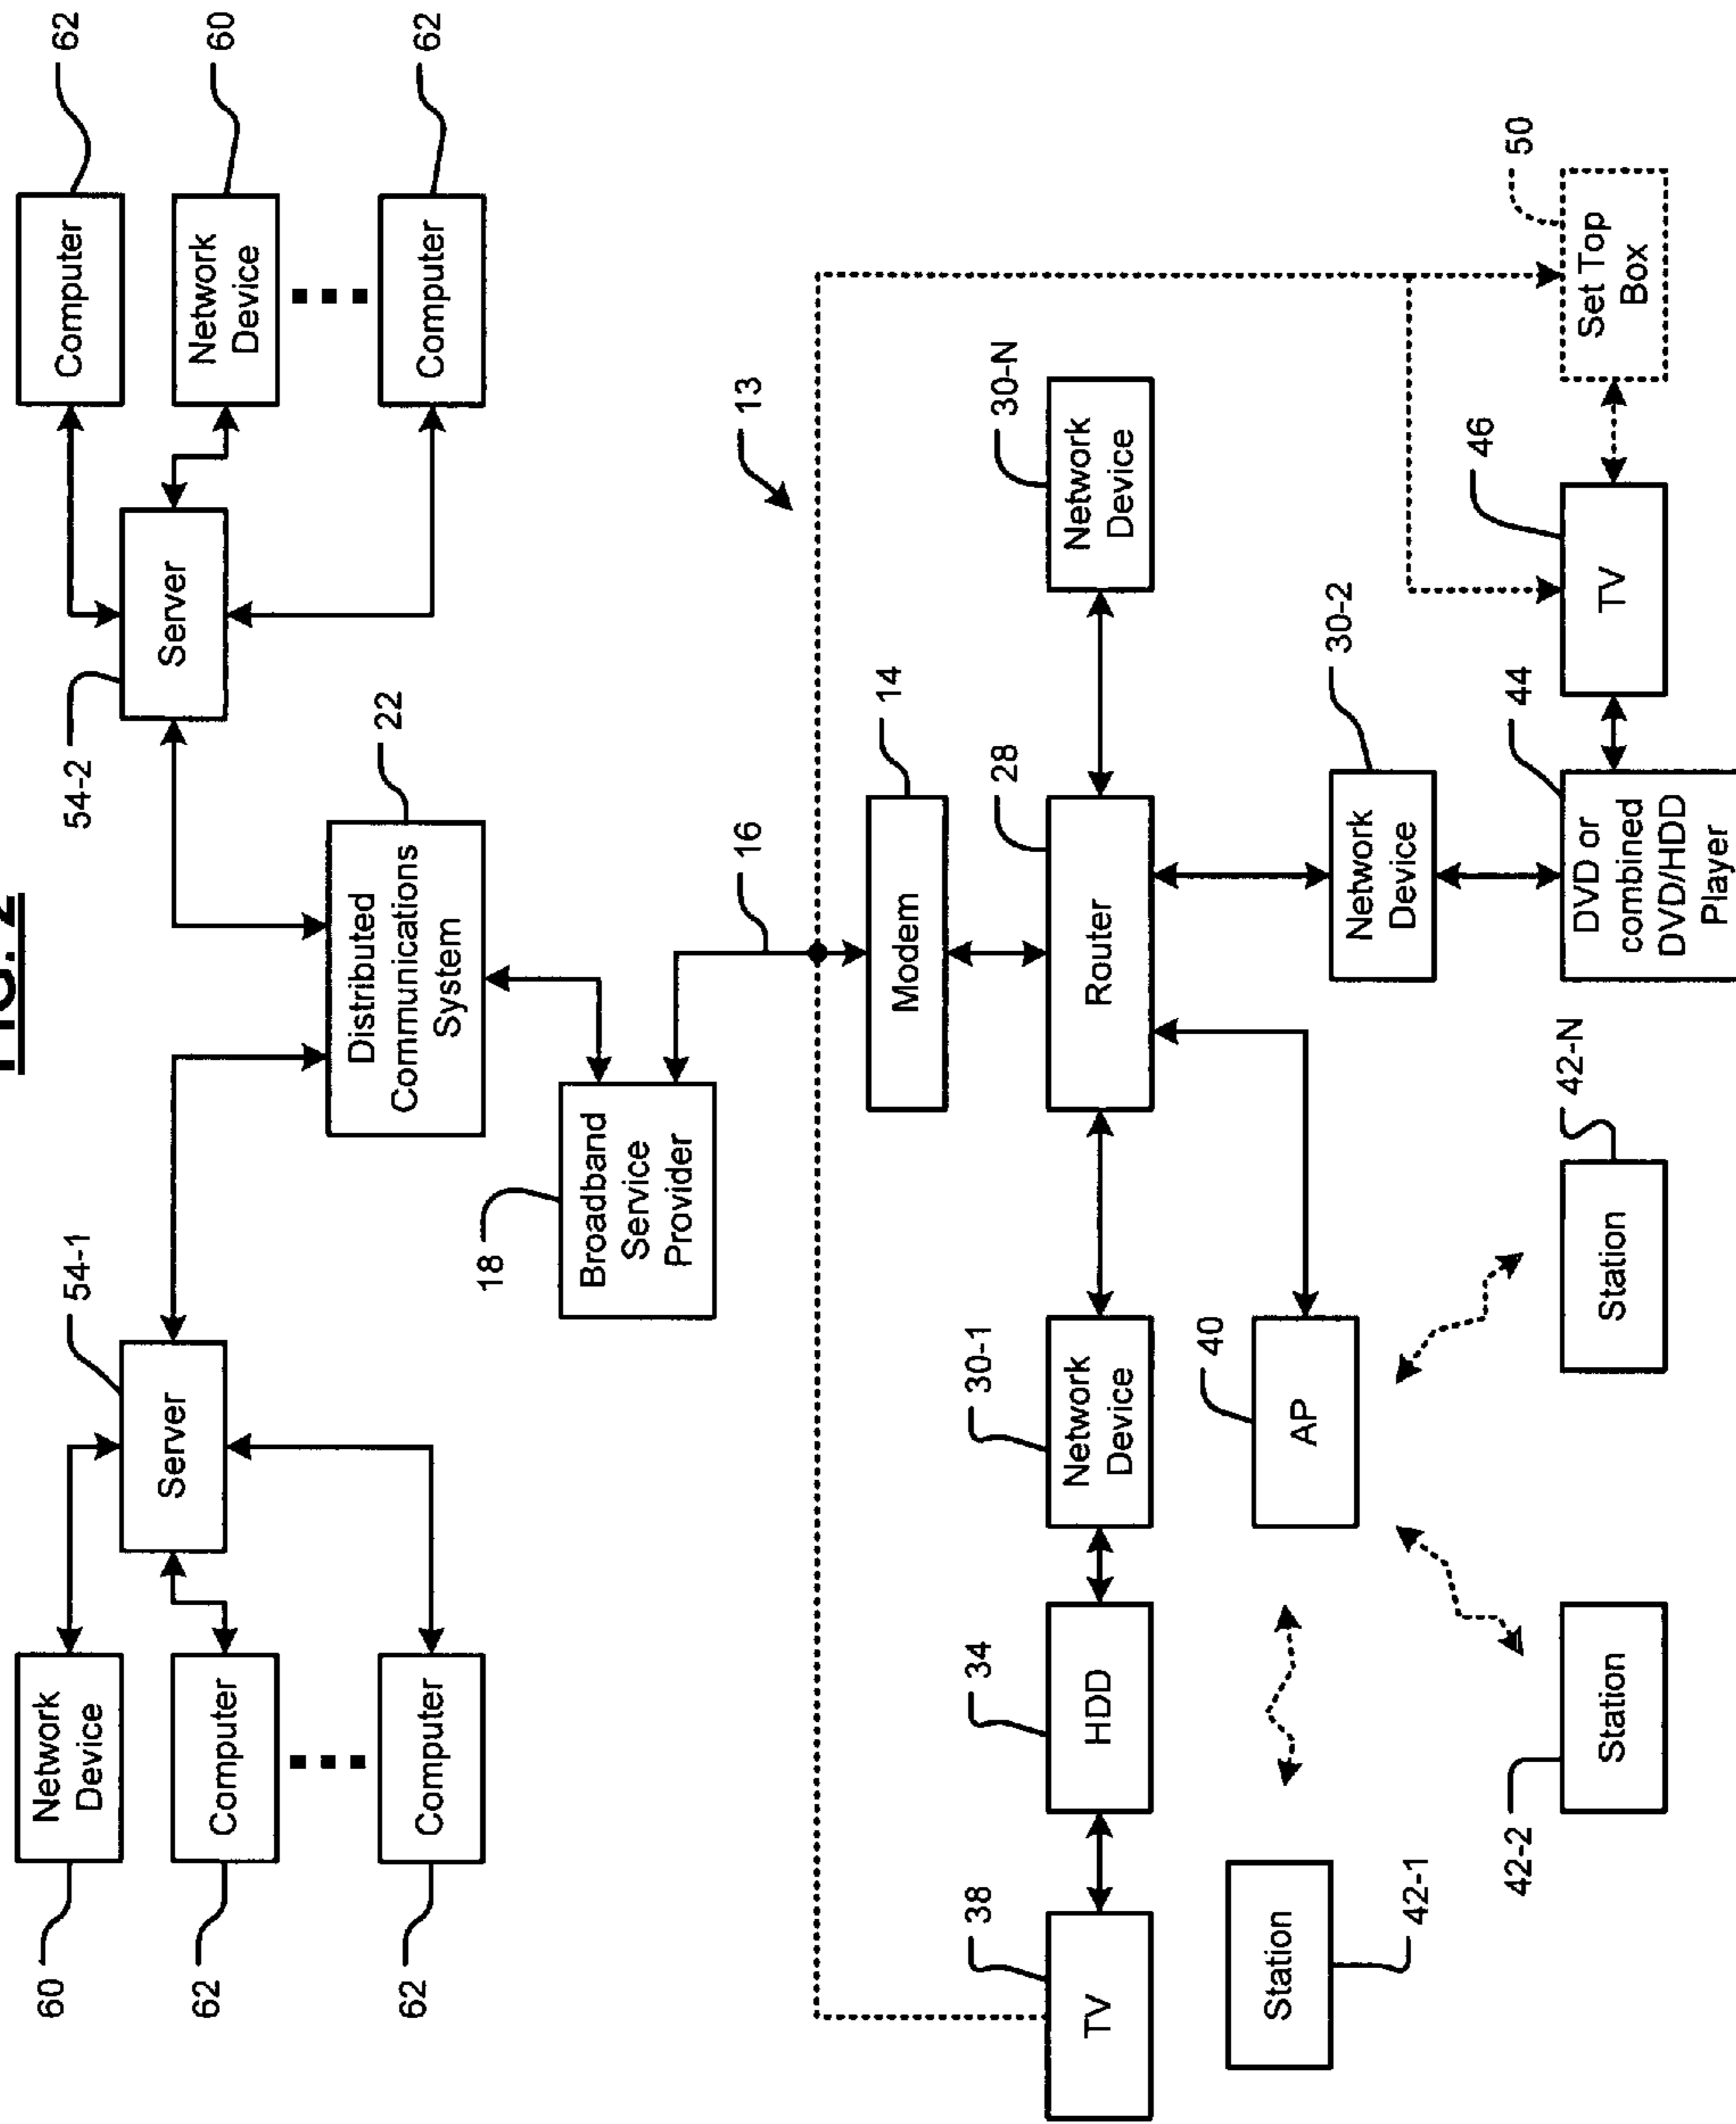 FIG. 2
60
Network
Device
54-1
54-2
Computer
62
62
Computer
Server
Server
Network
Device
60
62
Computer
22
Computer
62
Distributed
Communications
System
18
Broadband
Service
Provider
16
13
14
Modem
38
34
30-1
28
30-N
TV
HDD
Network
Device
Router
Network
Device
40
Station
AP
30-2
42-1
Network
Device
42-2
42-N
44
46
50
Station
Station
DVD or
combined
DVD/HDD
Player
TV
Set Top
Box